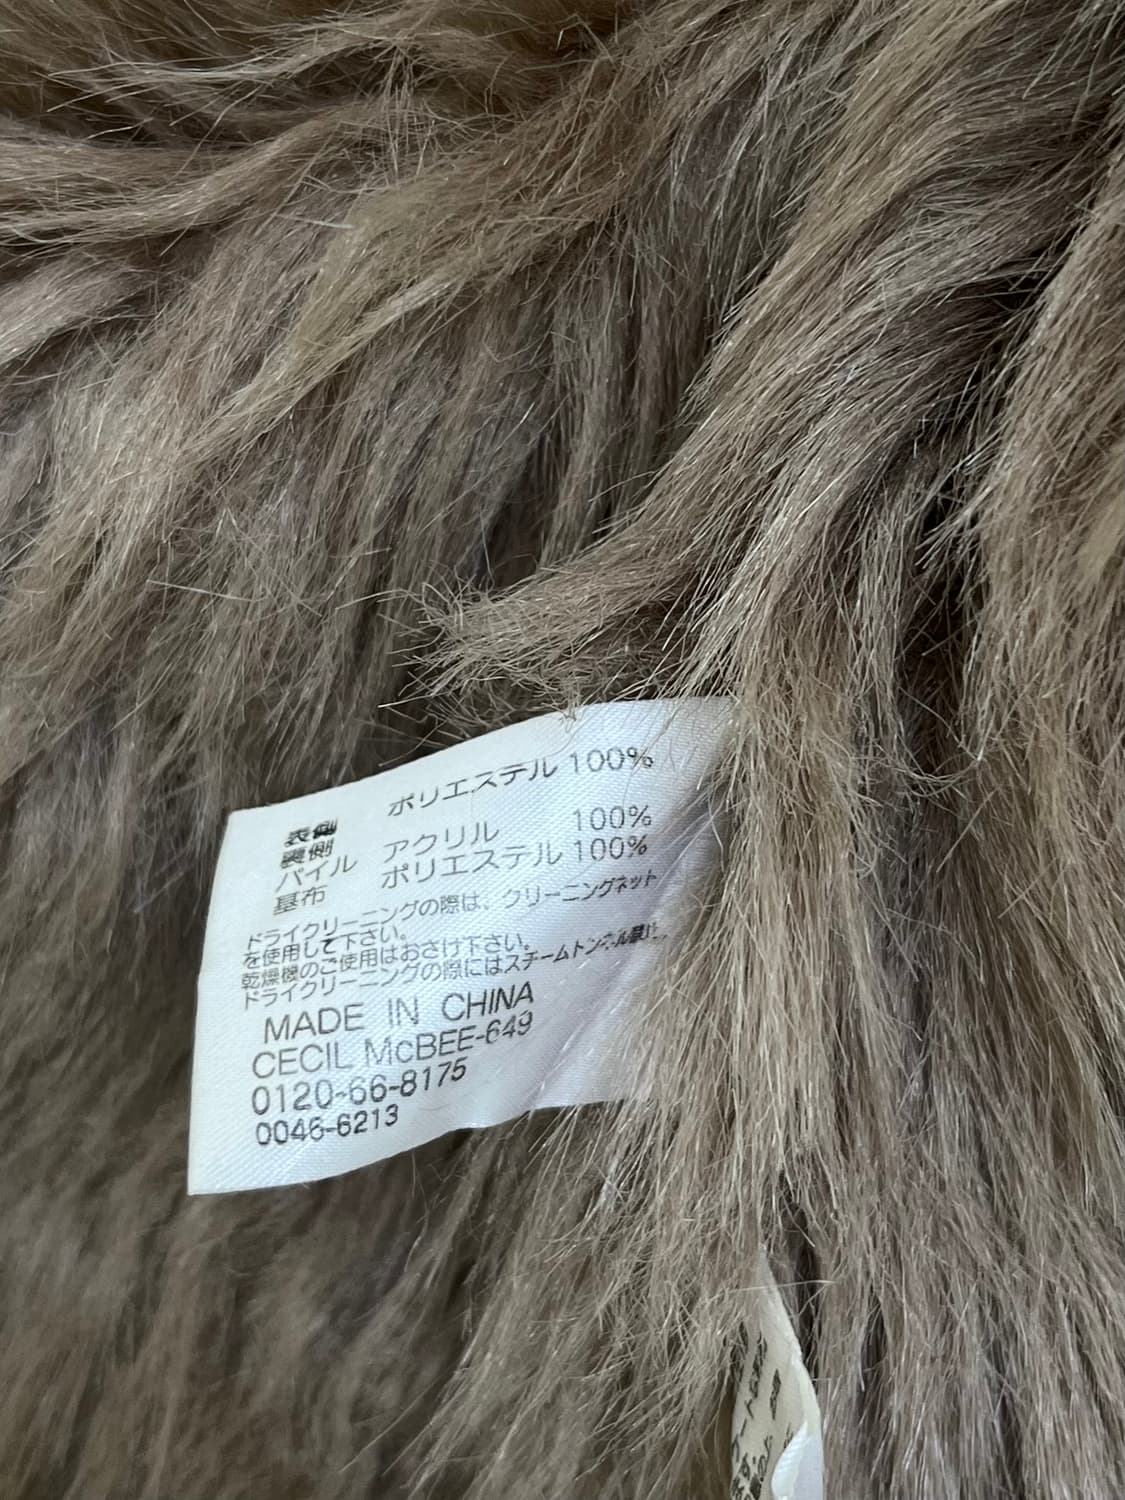 表側 ポリエステル 100%
裏側
パイル アクリル 100%
基布 ポリエステル 100%
ドライクリーニングの際は、クリーニングネット
を使用して下さい。
乾燥機のご使用はおさけ下さい。
ドライクリーニングの際にはスチームトンネル
MADE IN CHINA
CECIL McBEE-649
0120-66-8175
0046-6213